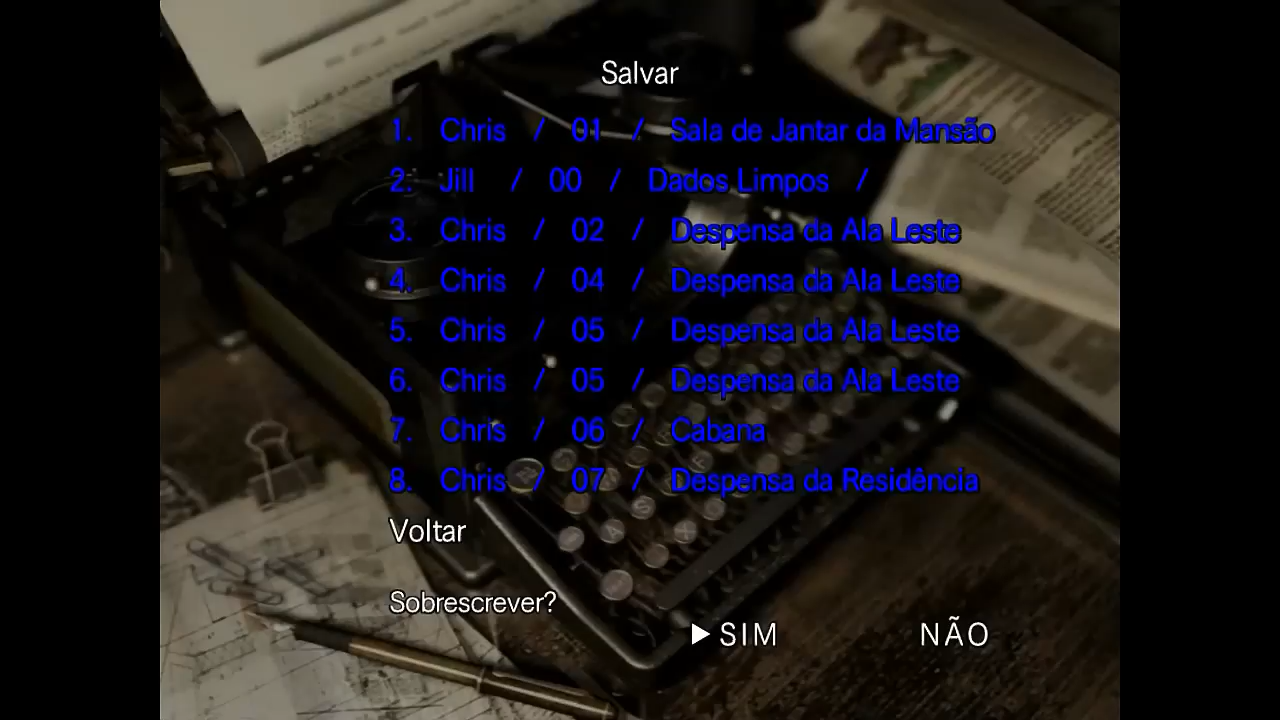 Salvar
1. Chris / 01 / Sala de Jantar da Mansão
2. Jill / 00 / Dados Limpos /
3. Chris / 02 / Despensa da Ala Leste
4. Chris / 04 / Despensa da Ala Leste
5. Chris / 05 / Despensa da Ala Leste
6. Chris / 05 / Despensa da Ala Leste
7. Chris / 06 / Cabana
8. Chris / 07 / Despensa da Residência
Voltar
Sobrescrever?
SIM NÃO